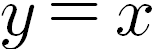 y = x